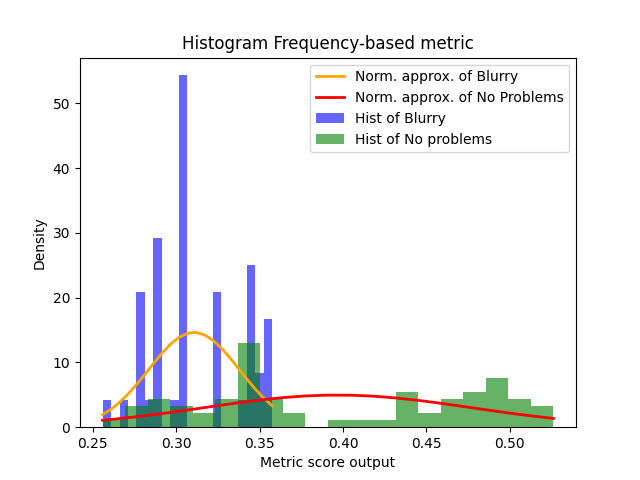 Histogram Frequency-based metric
Norm. approx. of Blurry
Norm. approx. of No Problems
Hist of Blurry
Hist of No problems
50
40
30
20
10
0
Density
0.25 0.30 0.35 0.40 0.45 0.50
Metric score output